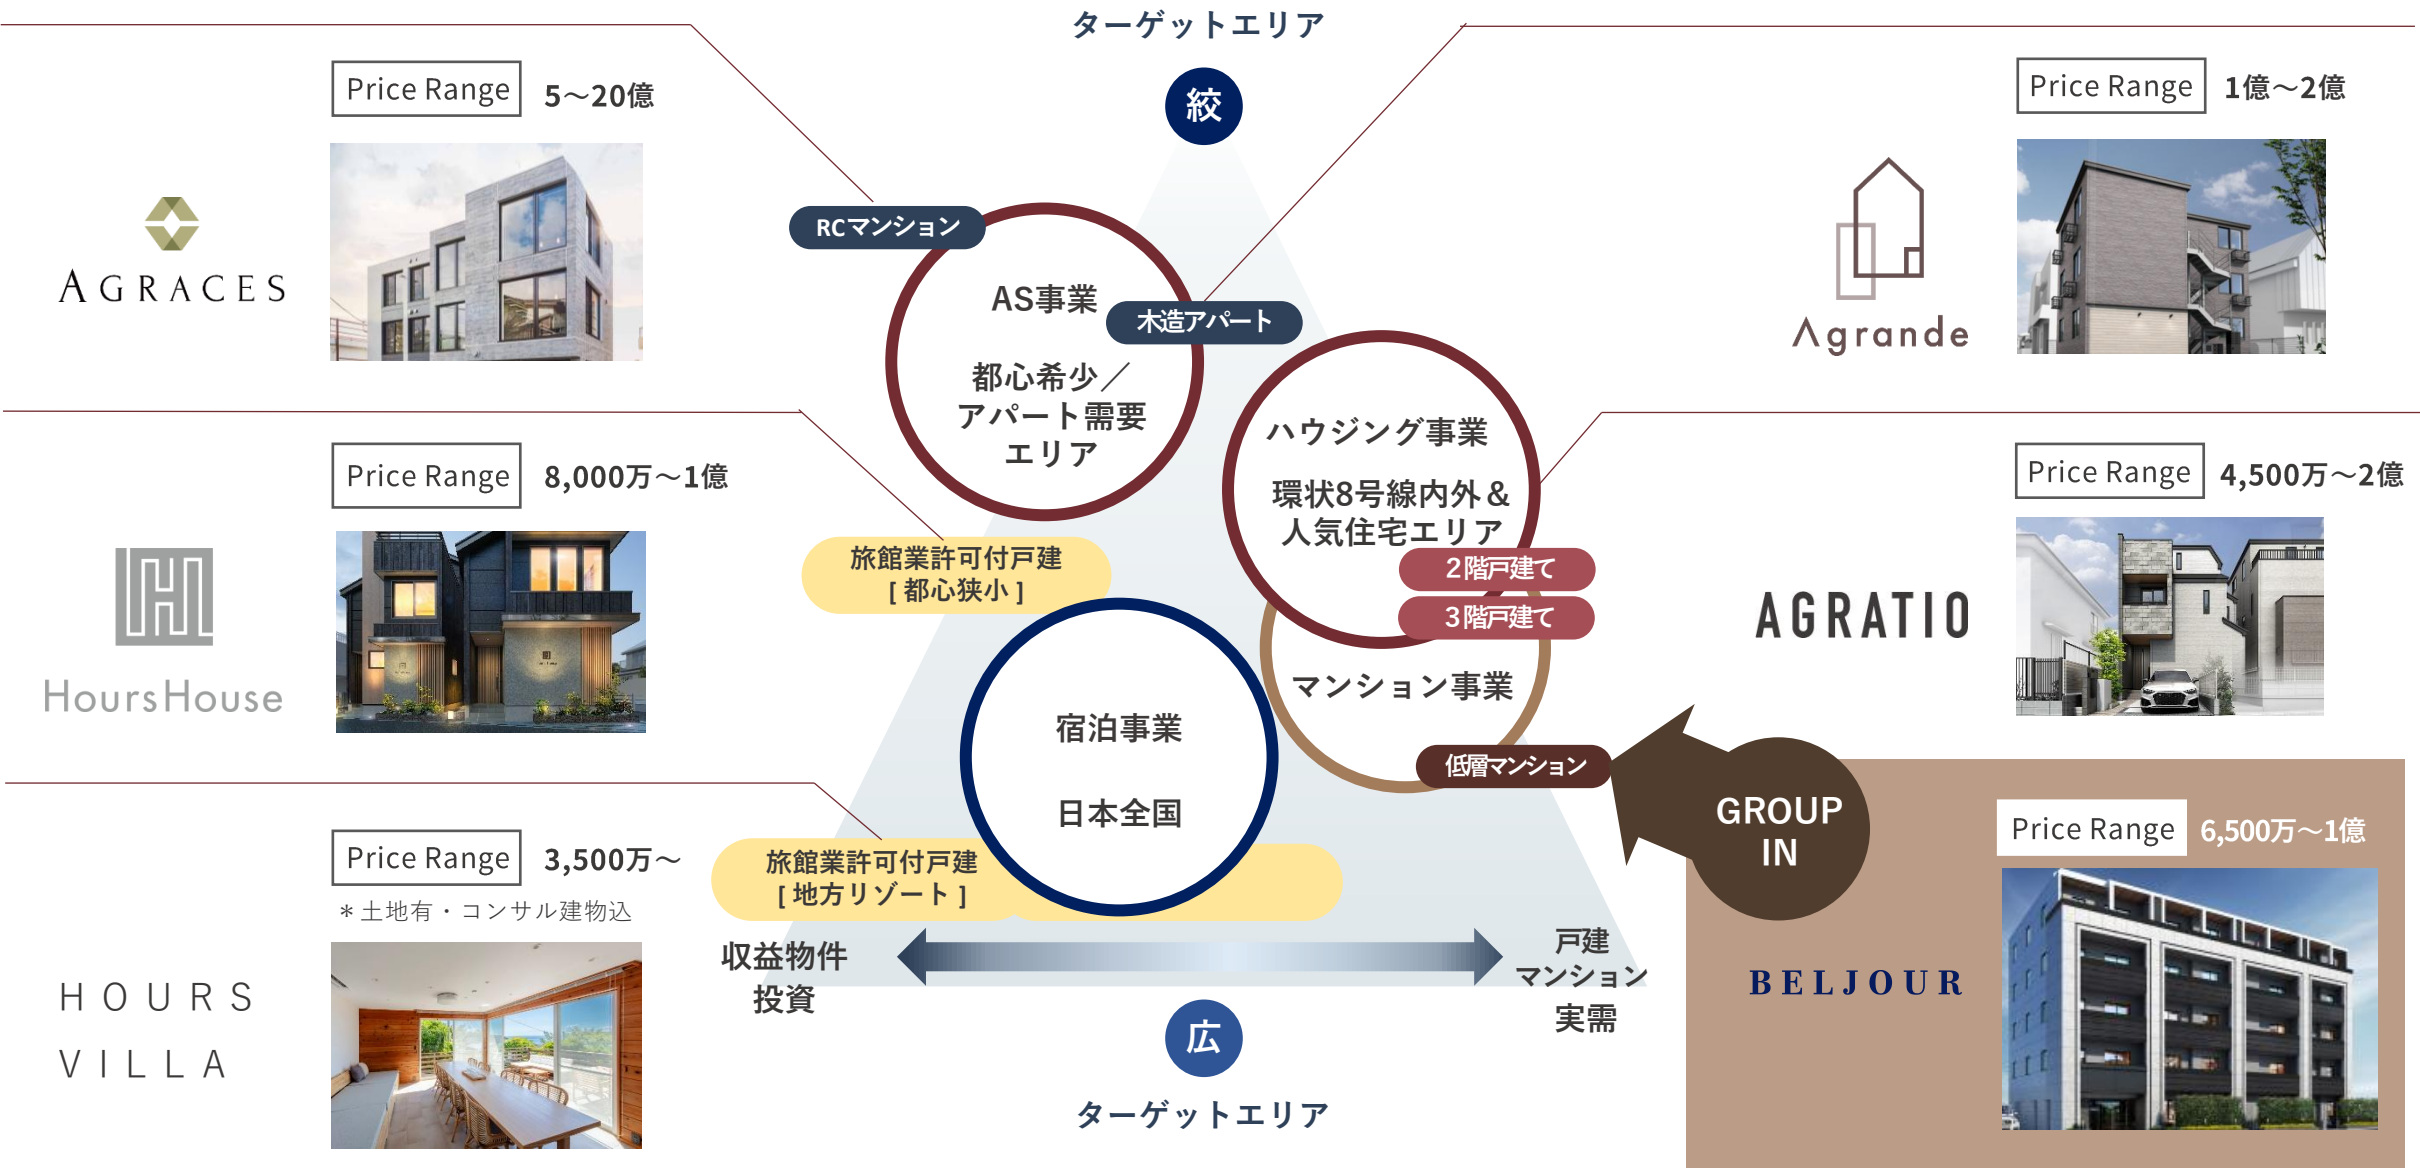 ターゲットエリア
絞
Price Range 5～20億
AGRACES
RCマンション
Price Range 1億～2億
Agrande
AS事業
木造アパート
都心希少／
アパート需要
エリア
Price Range 8,000万～1億
HoursHouse
旅館業許可付戸建
[ 都心狭小 ]
ハウジング事業
環状8号線内外＆
人気住宅エリア
２階戸建て
３階戸建て
Price Range 4,500万～2億
AGRATIO
マンション事業
低層マンション
宿泊事業
日本全国
Price Range 3,500万～
＊土地有・コンサル建物込
HOURS
VILLA
旅館業許可付戸建
[ 地方リゾート ]
GROUP
IN
Price Range 6,500万～1億
BELJOUR
収益物件
投資
戸建
マンション
実需
広
ターゲットエリア